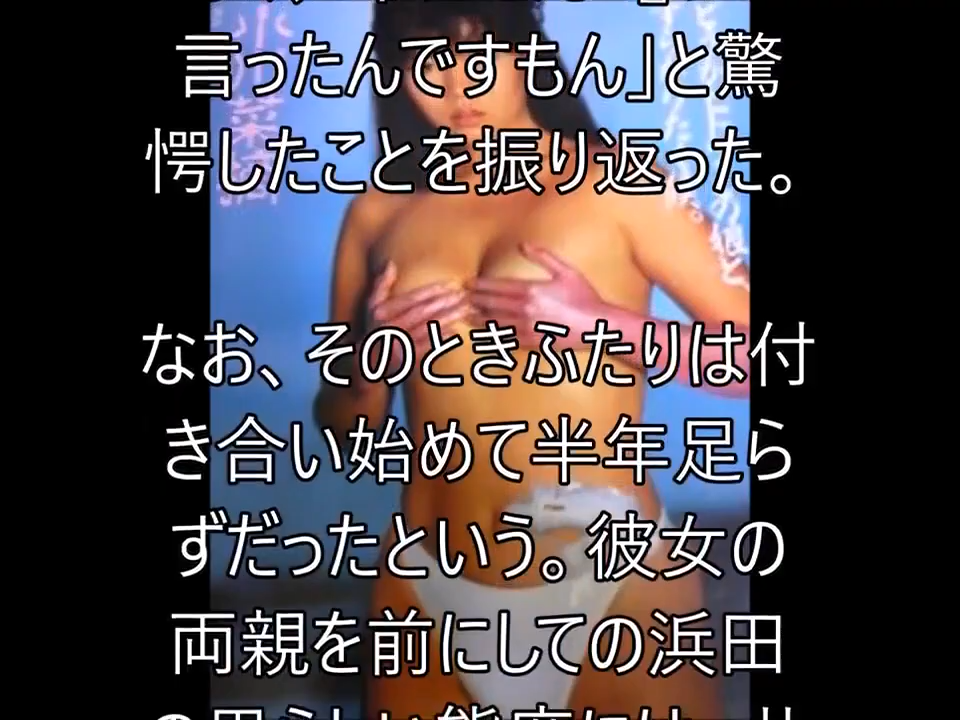 言ったんですもん」と驚
愕したことを振り返った。
なお、そのときふたりは付
き合い始めて半年足ら
ずだったという。彼女の
両親を前にしての浜田